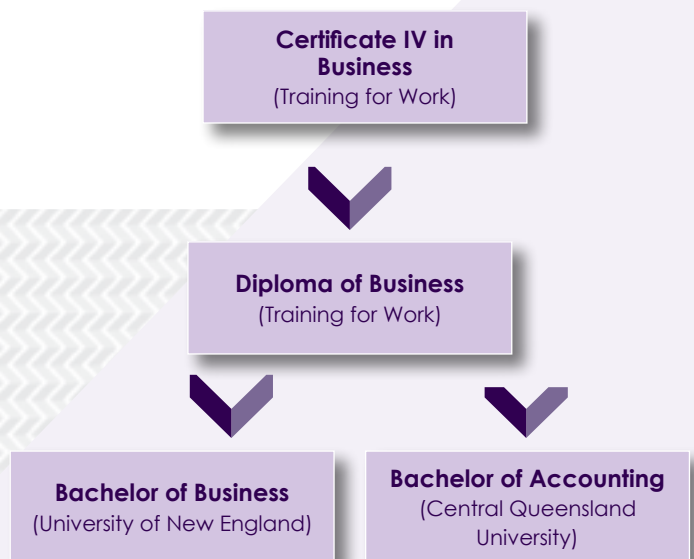 Certificate IV in
Business
(Training for Work)
Diploma of Business
(Training for Work)
Bachelor of Business
(University of New England)
Bachelor of Accounting
(Central Queensland
University)